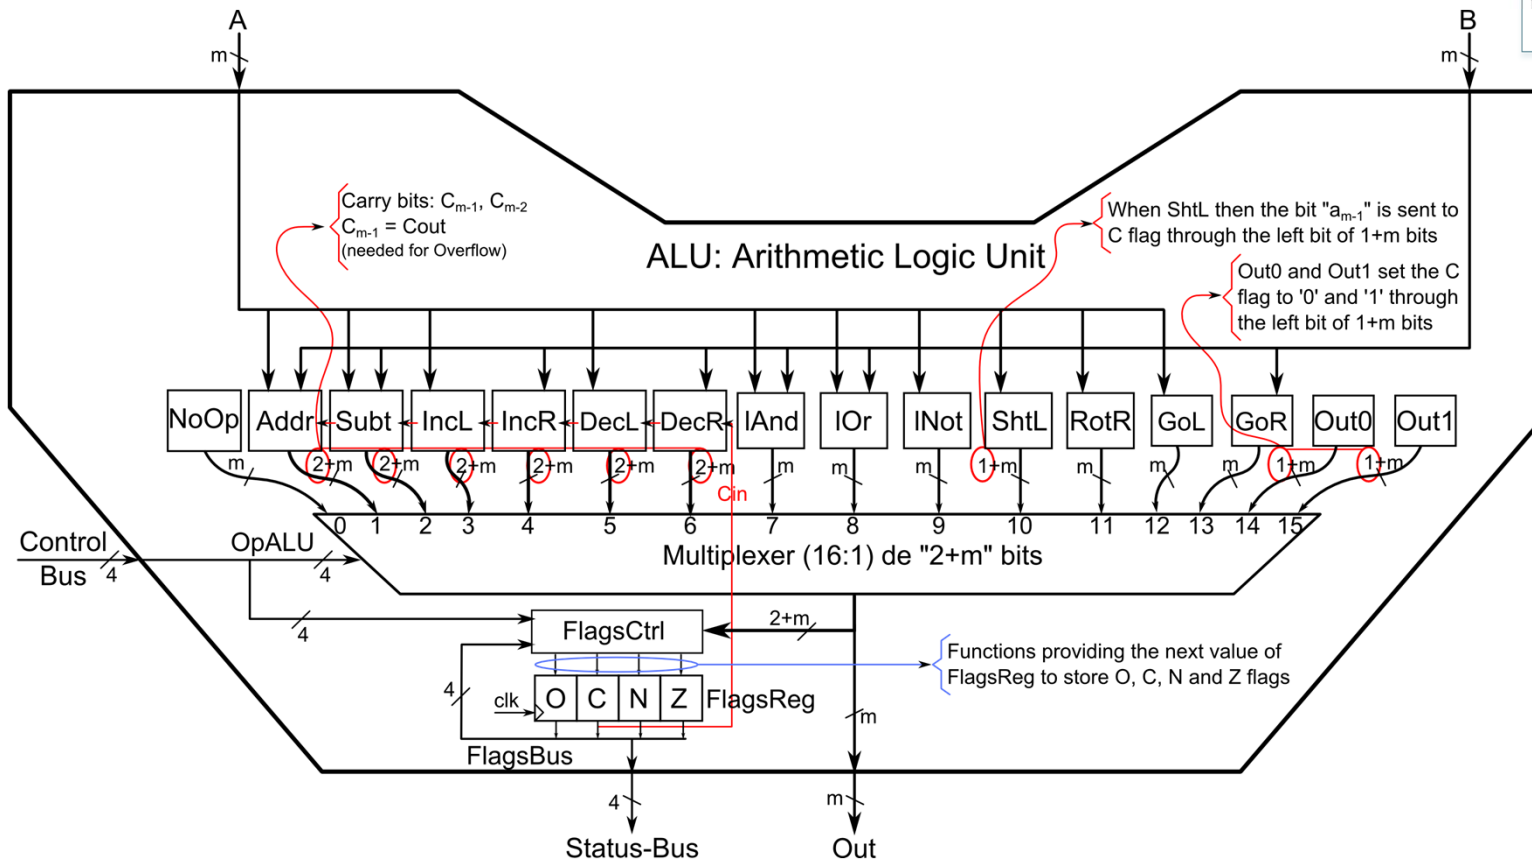 A
B
m
m
Carry bits: Cm-1, Cm-2
Cm-1 = Cout
(needed for Overflow)
When ShtL then the bit "am-1" is sent to
C flag through the left bit of 1+m bits
ALU: Arithmetic Logic Unit
Out0 and Out1 set the C
flag to '0' and '1' through
the left bit of 1+m bits
NoOp
Addr
Subt
IncL
IncR
DecL
DecR
lAnd
lOr
lNot
ShtL
RotR
GoL
GoR
Out0
Out1
m
2+m
2+m
2+m
2+m
2+m
2+m
m
m
m
1+m
m
m
m
1+m
1+m
Cin
0 1 2 3 4 5 6 7 8 9 10 11 12 13 14 15
Control
Bus
4
OpALU
4
Multiplexer (16:1) de "2+m" bits
4
FlagsCtrl
2+m
Functions providing the next value of
FlagsReg to store O, C, N and Z flags
4
clk
O C N Z
FlagsReg
m
FlagsBus
4
m
Status-Bus
Out